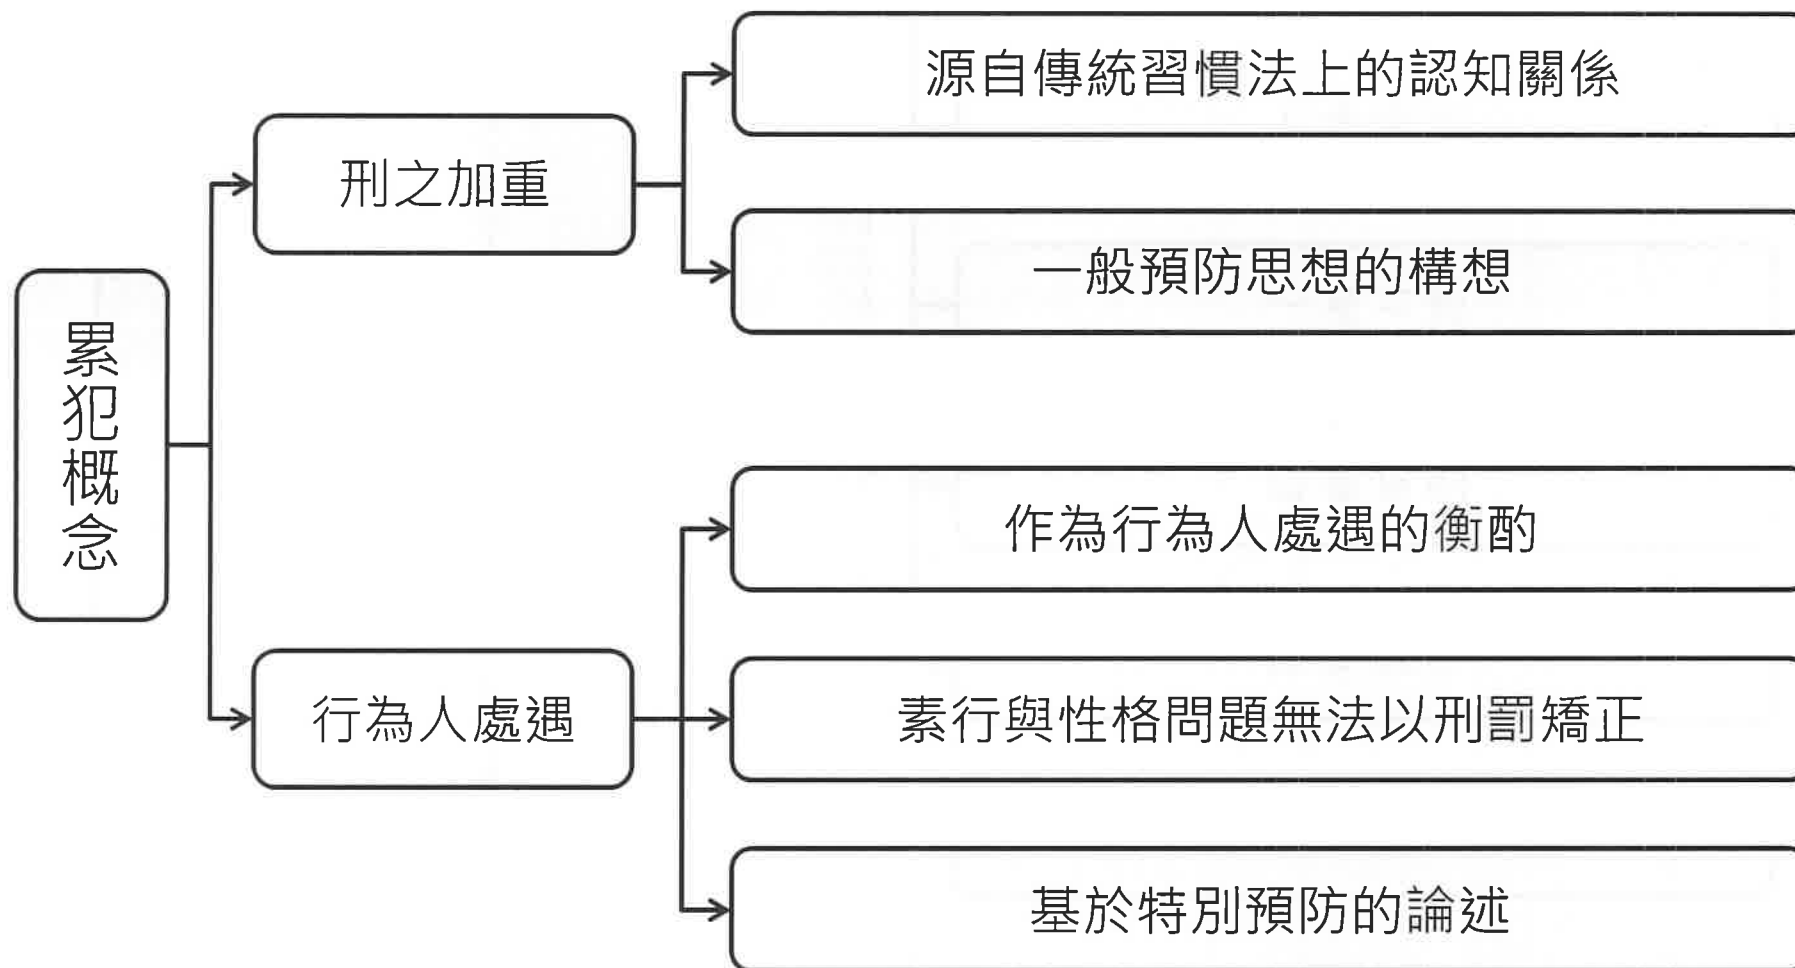 累犯概念
刑之加重
源自傳統習慣法上的認知關係
一般預防思想的構想
行為人處遇
作為行為人處遇的衡酌
素行與性格問題無法以刑罰矯正
基於特別預防的論述